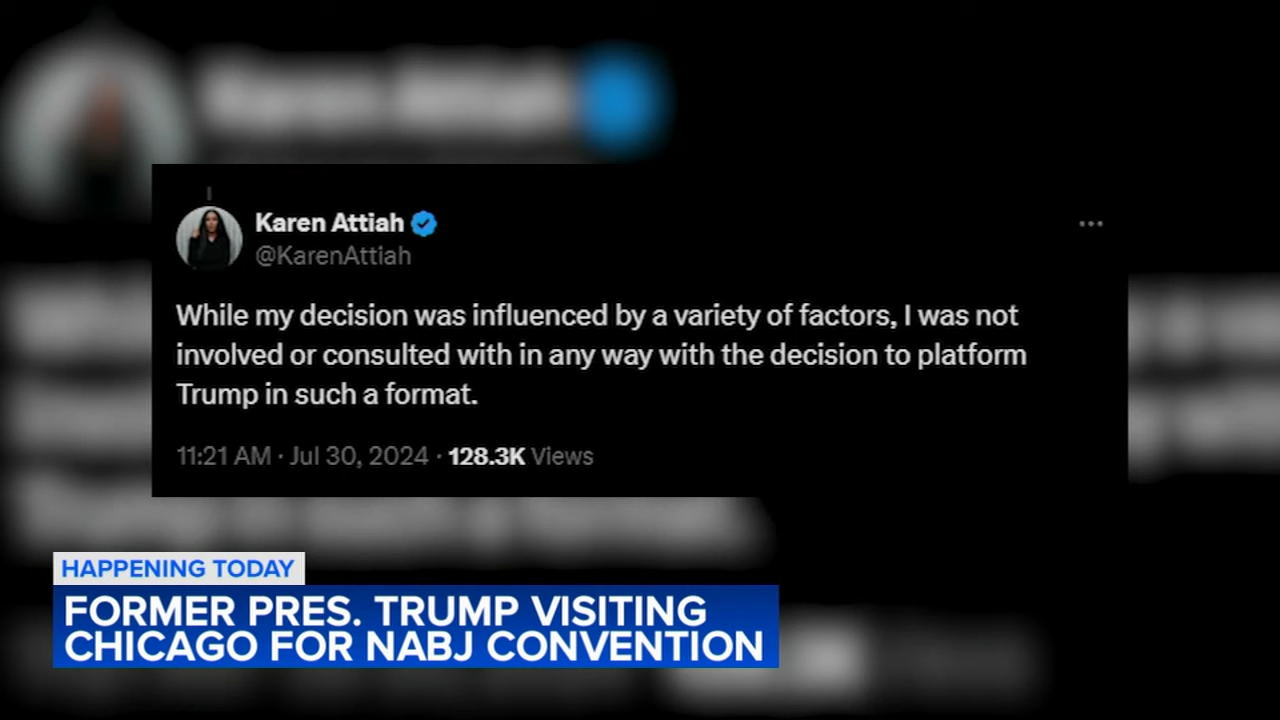 Karen Attiah
@KarenAttiah
While my decision was influenced by a variety of factors, I was not
involved or consulted with in any way with the decision to platform
Trump in such a format.
11:21 AM · Jul 30, 2024 · 128.3K Views
HAPPENING TODAY
FORMER PRES. TRUMP VISITING
CHICAGO FOR NABJ CONVENTION